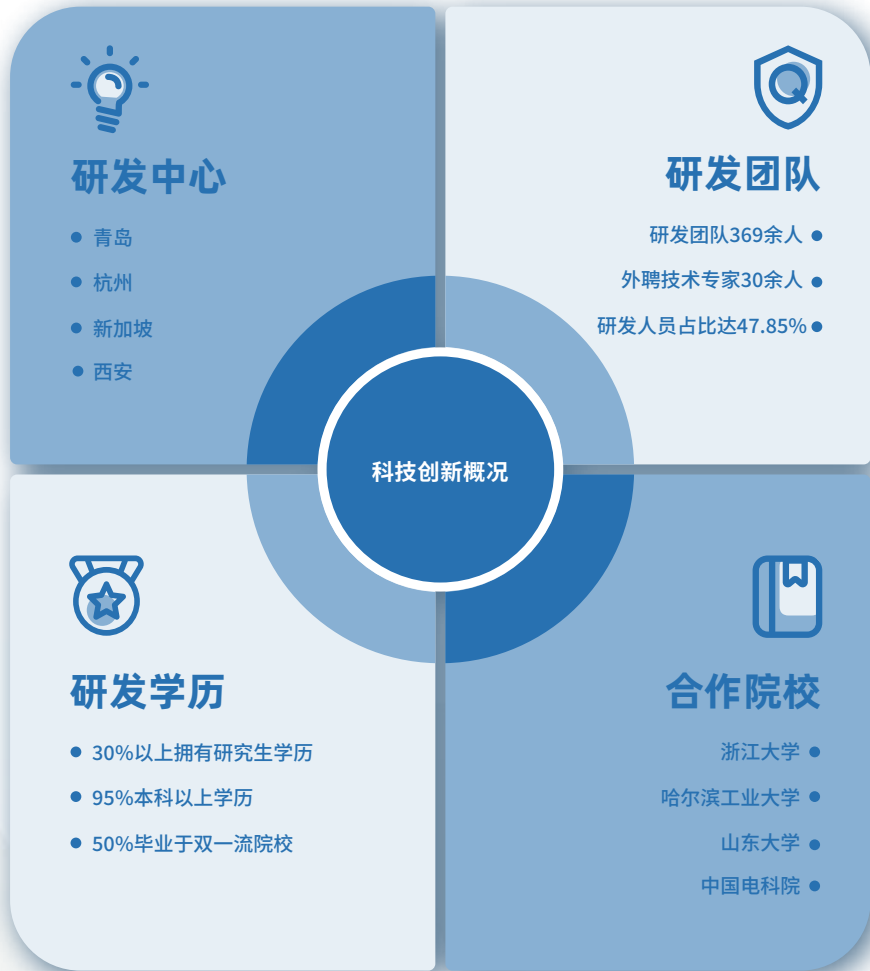 研发中心
青岛
杭州
新加坡
西安
研发团队
研发团队369余人
外聘技术专家30余人
研发人员占比达47.85%
科技创新概况
研发学历
30%以上拥有研究生学历
95%本科以上学历
50%毕业于双一流院校
合作院校
浙江大学
哈尔滨工业大学
山东大学
中国电科院